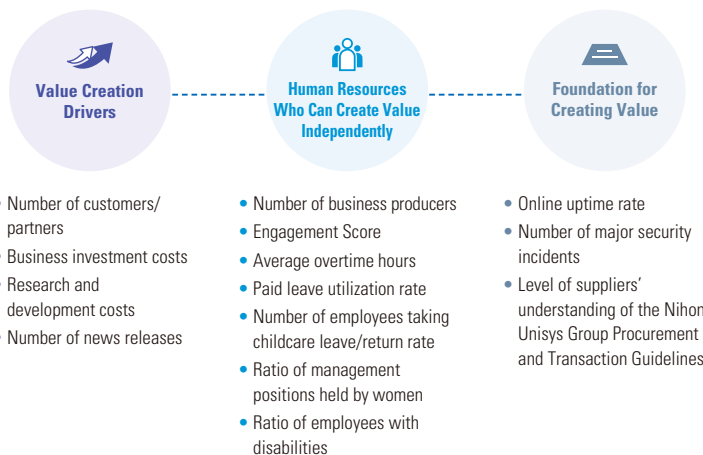 Value Creation
Drivers
Human Resources
Who Can Create Value
Independently
Foundation for
Creating Value
Number of customers/
partners
Business investment costs
Research and
development costs
Number of news releases
• Number of business producers
• Engagement Score
• Average overtime hours
• Paid leave utilization rate
• Number of employees taking
childcare leave/return rate
• Ratio of management
positions held by women
• Ratio of employees with
disabilities
• Online uptime rate
• Number of major security
incidents
• Level of suppliers’
understanding of the Nihon
Unisys Group Procurement
and Transaction Guidelines